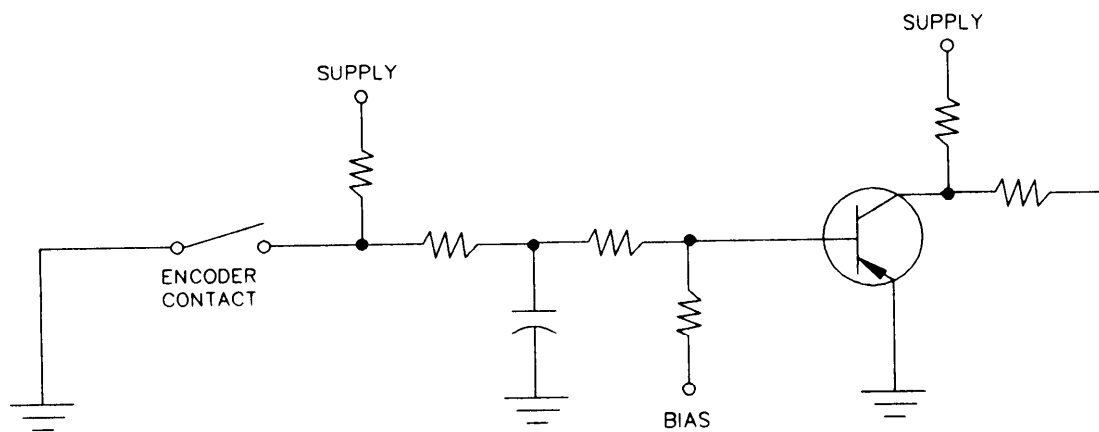 SUPPLY
SUPPLY
ENCODER
CONTACT
BIAS